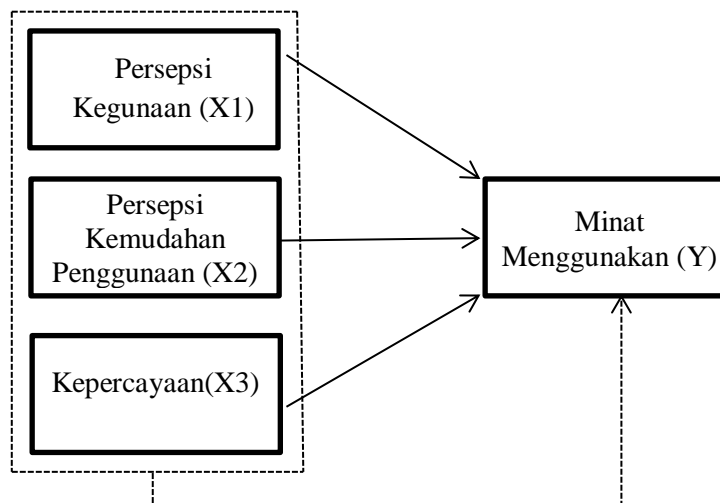 Persepsi
Kegunaan (X1)
Persepsi
Kemudahan
Penggunaan (X2)
Kepercayaan(X3)
Minat
Menggunakan (Y)